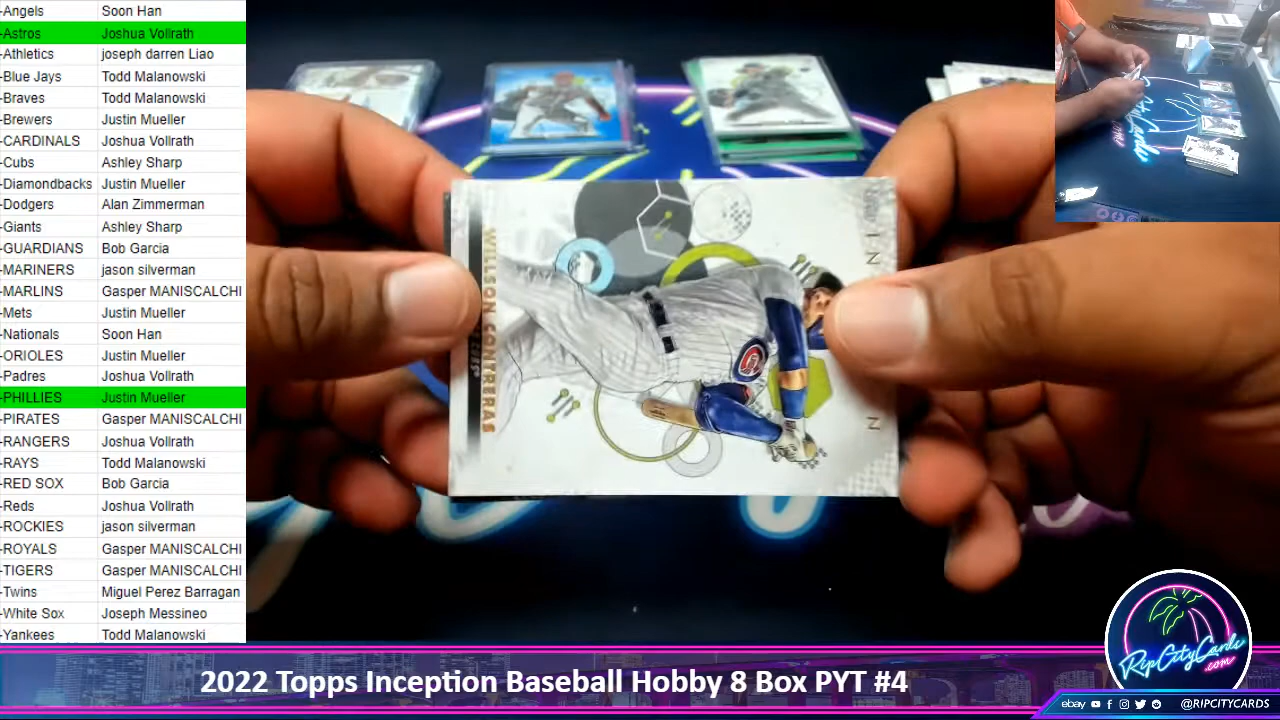 -Angels Soon Han
-Astros Joshua Vollrath
-Athletics joseph darren Liao
-Blue Jays Todd Malanowski
-Braves Todd Malanowski
-Brewers Justin Mueller
-CARDINALS Joshua Vollrath
-Cubs Ashley Sharp
-Diamondbacks Justin Mueller
-Dodgers Alan Zimmerman
-Giants Ashley Sharp
-GUARDIANS Bob Garcia
-MARINERS jason silverman
-MARLINS Gasper MANISCALCHI
-Mets Justin Mueller
-Nationals Soon Han
-ORIOLES Justin Mueller
-Padres Joshua Vollrath
-PHILLIES Justin Mueller
-PIRATES Gasper MANISCALCHI
-RANGERS Joshua Vollrath
-RAYS Todd Malanowski
-RED SOX Bob Garcia
-Reds Joshua Vollrath
-ROCKIES jason silverman
-ROYALS Gasper MANISCALCHI
-TIGERS Gasper MANISCALCHI
-Twins Miguel Perez Barragan
-White Sox Joseph Messineo
-Yankees Todd Malanowski
WILLSON CONTRERAS
CUBS
2022 Topps Inception Baseball Hobby 8 Box PYT #4
RipCityCards
.com
ebay @RIPCITYCARDS